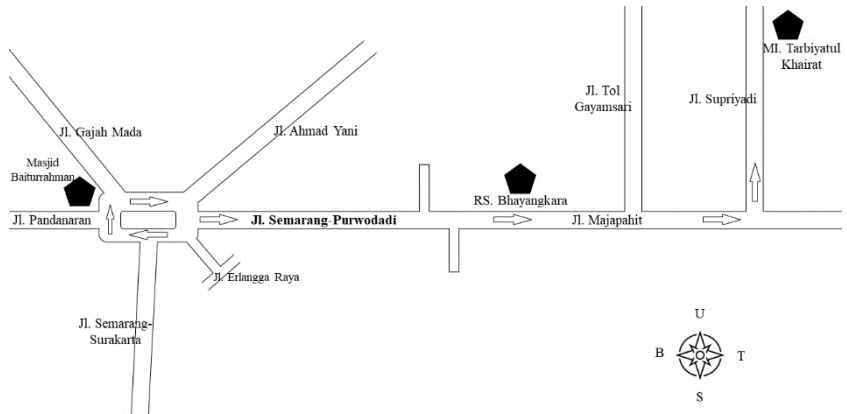 MI. Tarbiyatul
Khairat
Jl. Tol
Gayamsari
Jl. Supriyadi
Jl. Gajah Mada
Jl. Ahmad Yani
Masjid
Baiturrahman
RS. Bhayangkara
Jl. Pandanaran
Jl. Semarang-Purwodadi
Jl. Majapahit
Jl. Erlangga Raya
Jl. Semarang-
Surakarta
U
B
T
S